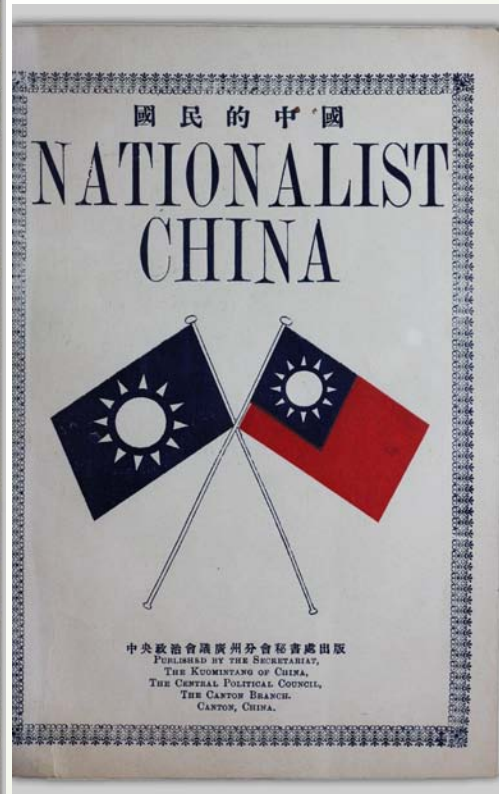 國民的中國
NATIONALIST
CHINA
中央政治會議廣州分會秘書處出版
PUBLISHED BY THE SECRETARIAT,
THE KUOMINTANG OF CHINA,
THE CENTRAL POLITICAL COUNCIL,
THE CANTON BRANCH.
CANTON, CHINA.